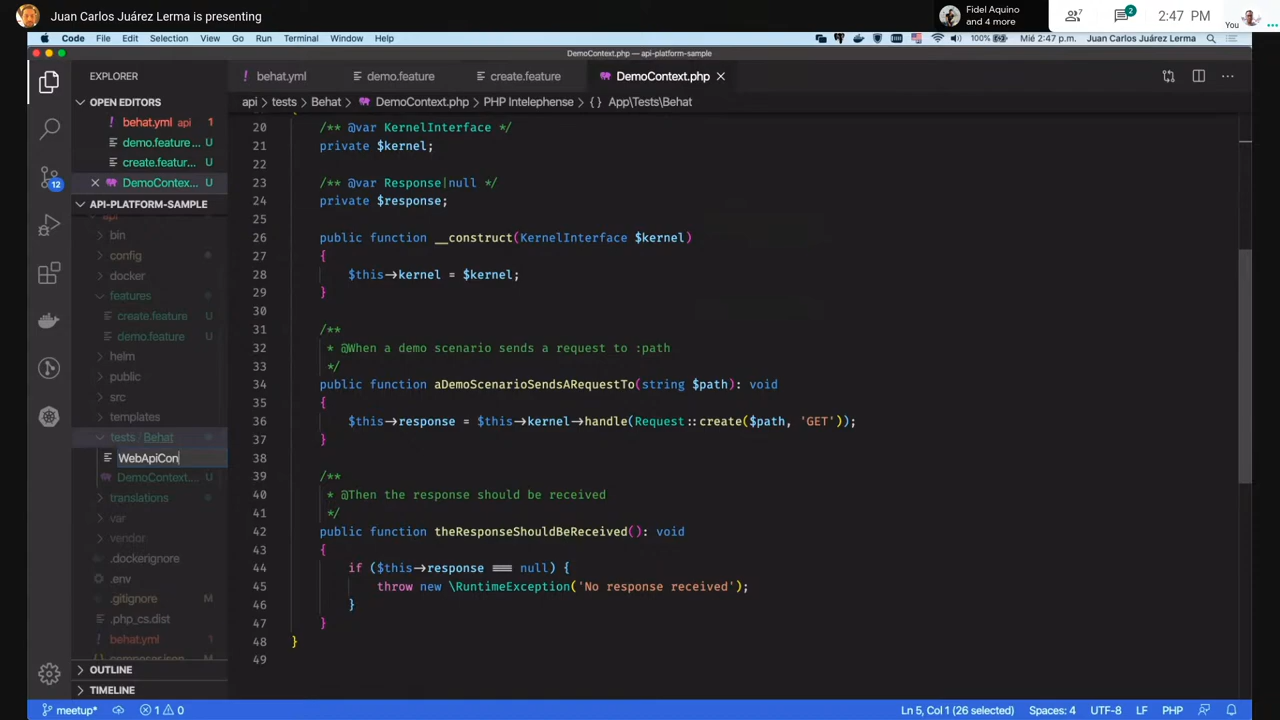 Juan Carlos Juárez Lerma is presenting
Fidel Aquino
and 4 more
7
2
2:47 PM
You
Code File Edit Selection View Go Run Terminal Window Help
100% Mié 2:47 p.m. Juan Carlos Juárez Lerma
DemoContext.php — api-platform-sample
EXPLORER
behat.yml
demo.feature
create.feature
DemoContext.php
OPEN EDITORS
behat.yml api 1
demo.feature... U
create.featur... U
DemoContex... U
API-PLATFORM-SAMPLE
api
bin
config
docker
features
create.feature U
demo.feature U
helm
public
src
templates
tests / Behat
WebApiCon
DemoContext.... U
translations
var
vendor
.dockerignore
.env
.gitignore M
.php_cs.dist
behat.yml 1
composer.json M
OUTLINE
TIMELINE
12
api › tests › Behat › DemoContext.php › PHP Intelephense › {} App\Tests\Behat
20 /** @var KernelInterface */
21 private $kernel;
22
23 /** @var Response|null */
24 private $response;
25
26 public function __construct(KernelInterface $kernel)
27 {
28 $this->kernel = $kernel;
29 }
30
31 /**
32 * @When a demo scenario sends a request to :path
33 */
34 public function aDemoScenarioSendsARequestTo(string $path): void
35 {
36 $this->response = $this->kernel->handle(Request::create($path, 'GET'));
37 }
38
39 /**
40 * @Then the response should be received
41 */
42 public function theResponseShouldBeReceived(): void
43 {
44 if ($this->response === null) {
45 throw new \RuntimeException('No response received');
46 }
47 }
48 }
49
meetup* 1 0 Ln 5, Col 1 (26 selected) Spaces: 4 UTF-8 LF PHP